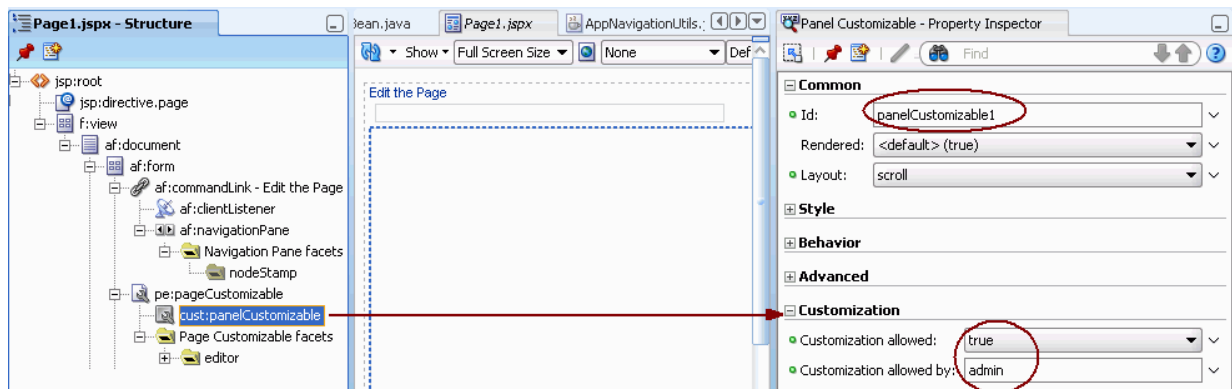 Page1.jspx - Structure
jsp:root
jsp:directive.page
f:view
af:document
af:form
af:commandLink - Edit the Page
af:clientListener
af:navigationPane
Navigation Pane facets
nodeStamp
pe:pageCustomizable
cust:panelCustomizable
Page Customizable facets
editor
Bean.java
Page1.jspx
AppNavigationUtils.
Show
Full Screen Size
None
Def
Edit the Page
Panel Customizable - Property Inspector
Find
Common
Id:
panelCustomizable1
Rendered:
<default> (true)
Layout:
scroll
Style
Behavior
Advanced
Customization
Customization allowed:
true
Customization allowed by:
admin